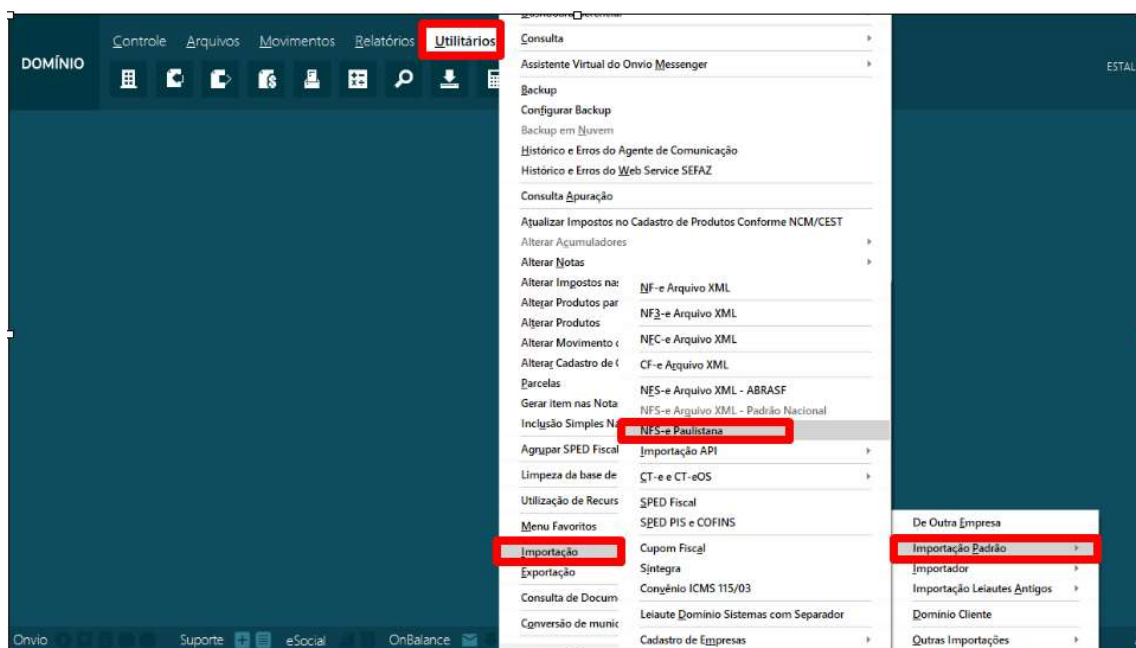 DOMÍNIO
Controle Arquivos Movimentos Relatórios Utilitários
ESTAL
Consulta
Assistente Virtual do Onvio Messenger
Backup
Configurar Backup
Backup em Nuvem
Histórico e Erros do Agente de Comunicação
Histórico e Erros do Web Service SEFAZ
Consulta Apuração
Atualizar Impostos no Cadastro de Produtos Conforme NCM/CEST
Alterar Acumuladores
Alterar Notas
Alterar Impostos nas
Alterar Produtos par
Alterar Produtos
Alterar Movimento
Alterar Cadastro de
Parcelas
Gerar item nas Nota
Inclusão Simples Na
Agrupar SPED Fiscal
Limpeza da base de
Utilização de Recurs
Menu Favoritos
Importação
Exportação
Consulta de Docum
Conversão de munic
NF-e Arquivo XML
NF3-e Arquivo XML
NFC-e Arquivo XML
CF-e Arquivo XML
NFS-e Arquivo XML - ABRASF
NFS-e Arquivo XML - Padrão Nacional
NFS-e Paulistana
Importação API
CT-e e CT-eOS
SPED Fiscal
SPED PIS e COFINS
Cupom Fiscal
Sintegra
Convênio ICMS 115/03
Leiaute Domínio Sistemas com Separador
Cadastro de Empresas
De Outra Empresa
Importação Padrão
Importador
Importação Leiautes Antigos
Domínio Cliente
Outras Importações
Onvio Suporte eSocial OnBalance